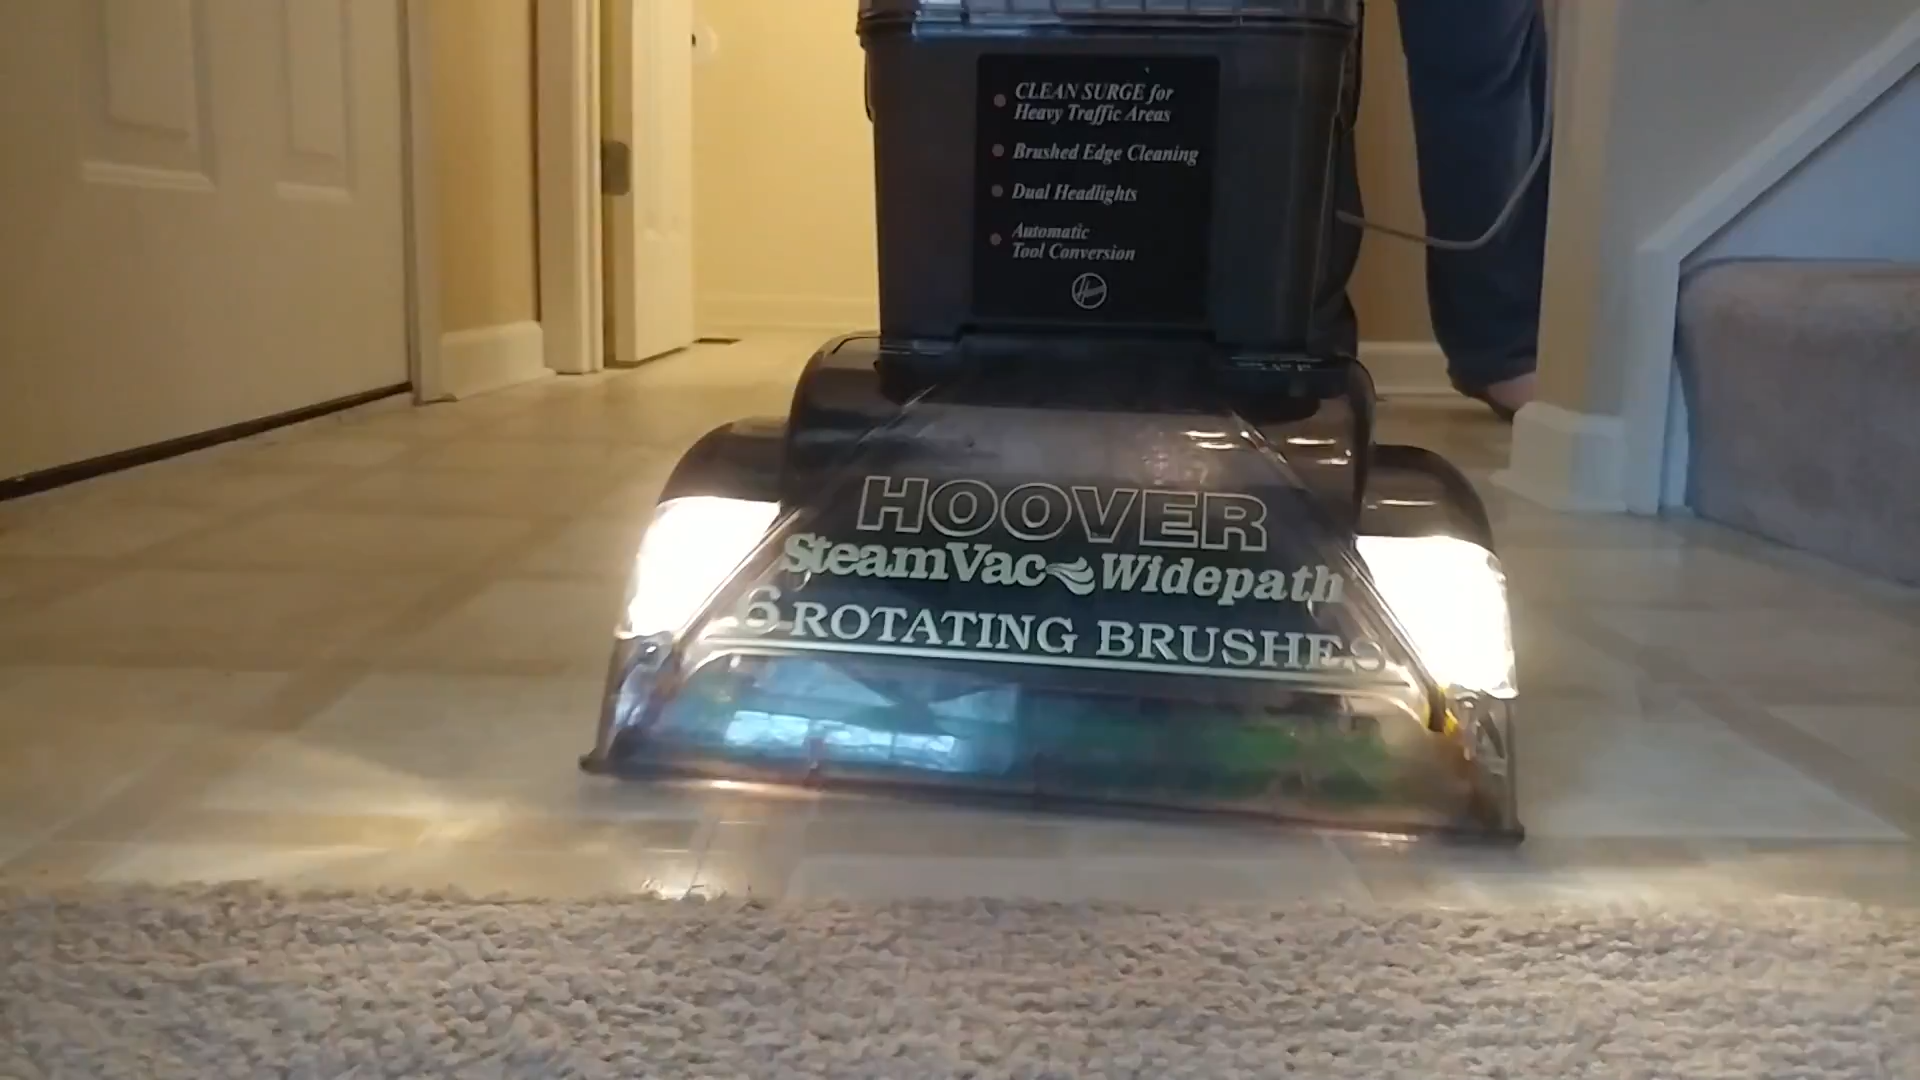 CLEAN SURGE for
Heavy Traffic Areas
Brushed Edge Cleaning
Dual Headlights
Automatic
Tool Conversion
Hoover
HOOVER
SteamVac Widepath
6 ROTATING BRUSHES